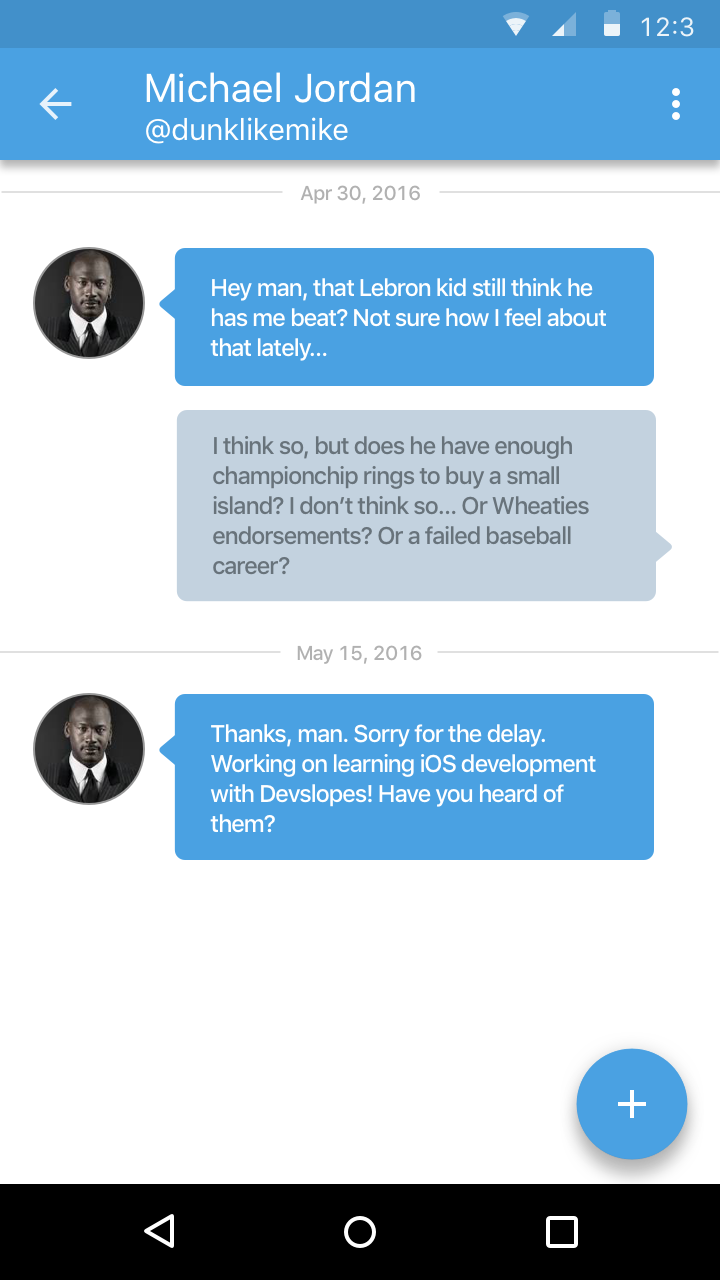 12:3
Michael Jordan
@dunklikemike
Apr 30, 2016
Hey man, that Lebron kid still think he
has me beat? Not sure how I feel about
that lately...
I think so, but does he have enough
championchip rings to buy a small
island? I don’t think so... Or Wheaties
endorsements? Or a failed baseball
career?
May 15, 2016
Thanks, man. Sorry for the delay.
Working on learning iOS development
with Devslopes! Have you heard of
them?